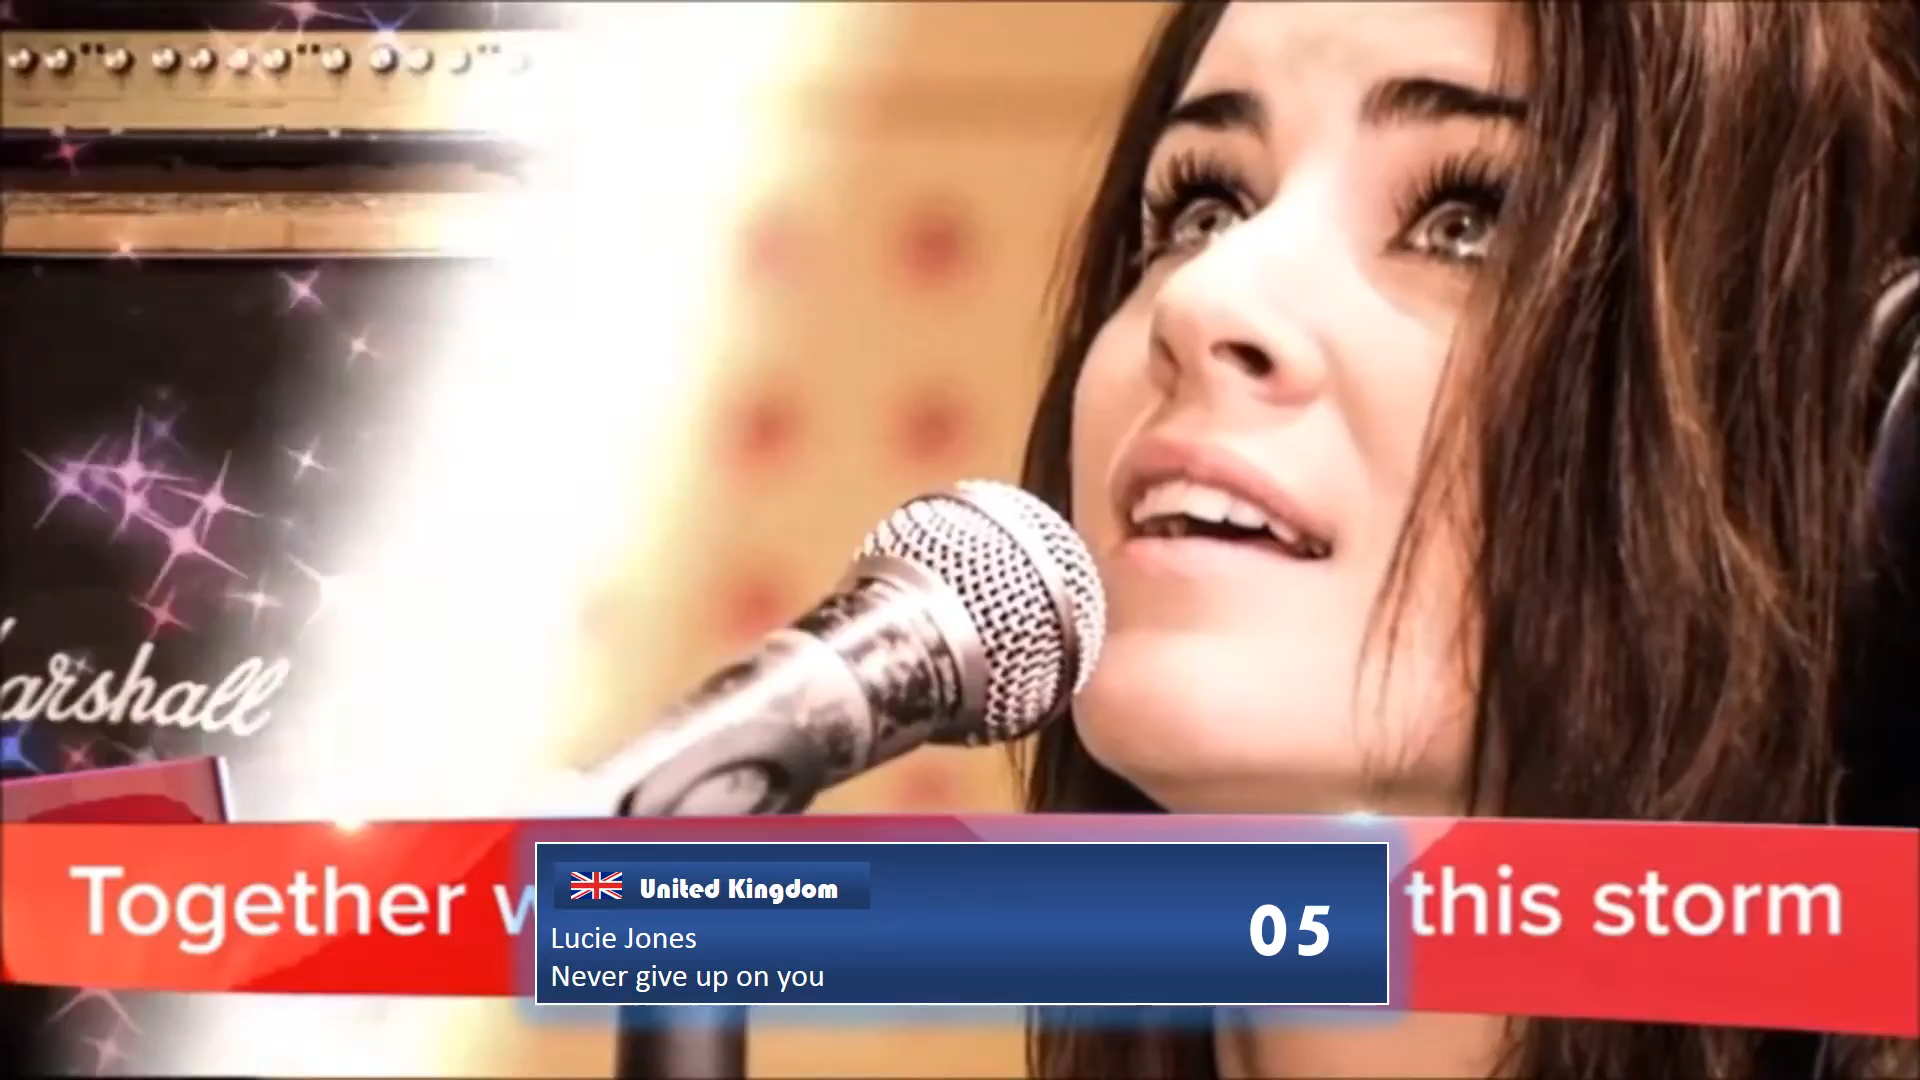 arshall
Together
this storm
United Kingdom
05
Lucie Jones
Never give up on you